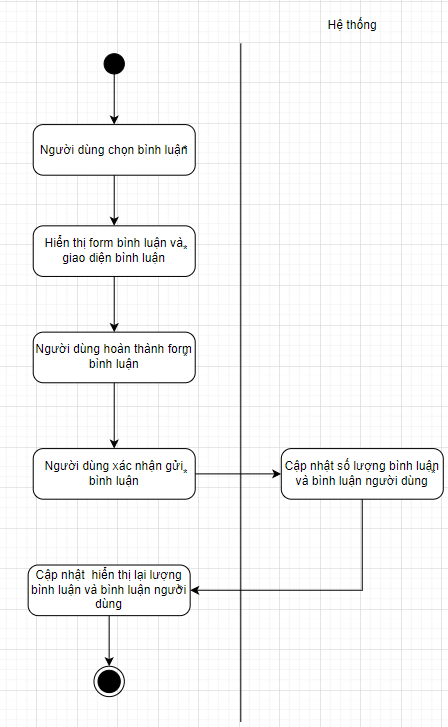 Hệ thống
Người dùng chọn bình luận
Hiển thị form bình luận và
giao diện bình luận
Người dùng hoàn thành form
bình luận
Người dùng xác nhận gửi
bình luận
Cập nhật số lượng bình luận
và bình luận người dùng
Cập nhật hiển thị lại lượng
bình luận và bình luận người
dùng